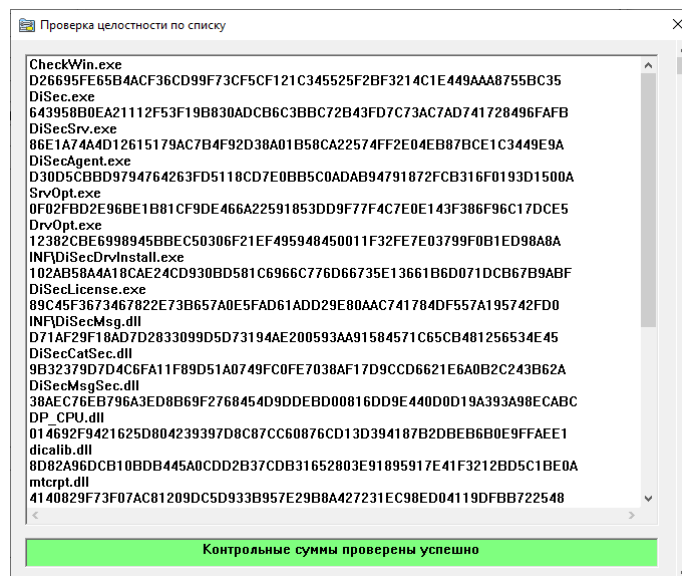 Проверка целостности по списку
CheckWin.exe
D26695FE65B4ACF36CD99F73CF5CF121C345525F2BF3214C1E449AAA8755BC35
DiSec.exe
643958B0EA21112F53F19B830ADCB6C3BBC72B43FD7C73AC7AD741728496FAFB
DiSecSrv.exe
86E1A74A4D12615179AC7B4F92D38A01B58CA22574FF2E04EB87BCE1C3449E9A
DiSecAgent.exe
D30D5CBBD9794764263FD5118CD7E0BB5C0ADAB94791872FCB316F0193D1500A
SrvOpt.exe
0F02FBD2E96BE1B81CF9DE466A22591853DD9F77F4C7E0E143F386F96C17DCE5
DrvOpt.exe
12382CBE6998945BBEC50306F21EF495948450011F32FE7E03799F0B1ED98A8A
INF\DiSecDrvInstall.exe
102AB58A4A18CAE24CD930BD581C6966C776D66735E13661B6D071DCB67B9ABF
DiSecLicense.exe
89C45F3673467822E73B657A0E5FAD61ADD29E80AAC741784DF557A195742FD0
INF\DiSecMsg.dll
D71AF29F18AD7D2833099D5D73194AE200593AA91584571C65CB481256534E45
DiSecCatSec.dll
9B32379D7D4C6FA11F89D51A0749FC0FE7038AF17D9CCD6621E6A0B2C243B62A
DiSecMsgSec.dll
38AEC76EB796A3ED8B69F2768454D9DDEBD00816DD9E440D0D19A393A98ECABC
DP_CPU.dll
014692F9421625D804239397D8C87CC60876CD13D394187B2DBEB6B0E9FFAEE1
dicalib.dll
8D82A96DCB10BDB445A0CDD2B37CDB31652803E91895917E41F3212BD5C1BE0A
mtcrpt.dll
4140829F73F07AC81209DC5D933B957E29B8A427231EC98ED04119DFBB722548
Контрольные суммы проверены успешно